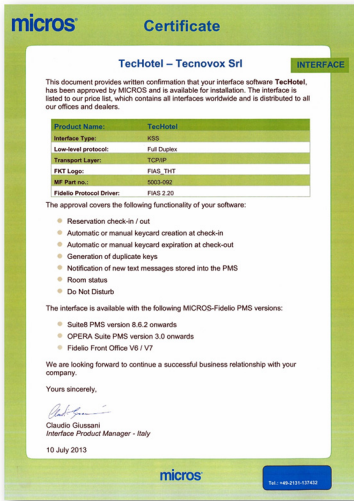 micros®
Certificate
TecHotel – Tecnovox Srl
INTERFACE
This document provides written confirmation that your interface software TecHotel,
has been approved by MICROS and is available for installation. The interface is
listed to our price list, which contains all interfaces worldwide and is distributed to all
our offices and dealers.
Product Name: TecHotel
Interface Type: KSS
Low-level protocol: Full Duplex
Transport Layer: TCP/IP
FKT Logo: FIAS_THT
MF Part no.: 5003-092
Fidelio Protocol Driver: FIAS 2.20
The approval covers the following functionality of your software:
Reservation check-in / out
Automatic or manual keycard creation at check-in
Automatic or manual keycard expiration at check-out
Generation of duplicate keys
Notification of new text messages stored into the PMS
Room status
Do Not Disturb
The interface is available with the following MICROS-Fidelio PMS versions:
Suite8 PMS version 8.6.2 onwards
OPERA Suite PMS version 3.0 onwards
Fidelio Front Office V6 / V7
We are looking forward to continue a successful business relationship with your
company.
Yours sincerely,
Claudio Giussani
Interface Product Manager - Italy
10 July 2013
micros®
Tel.: +49-2131-137432